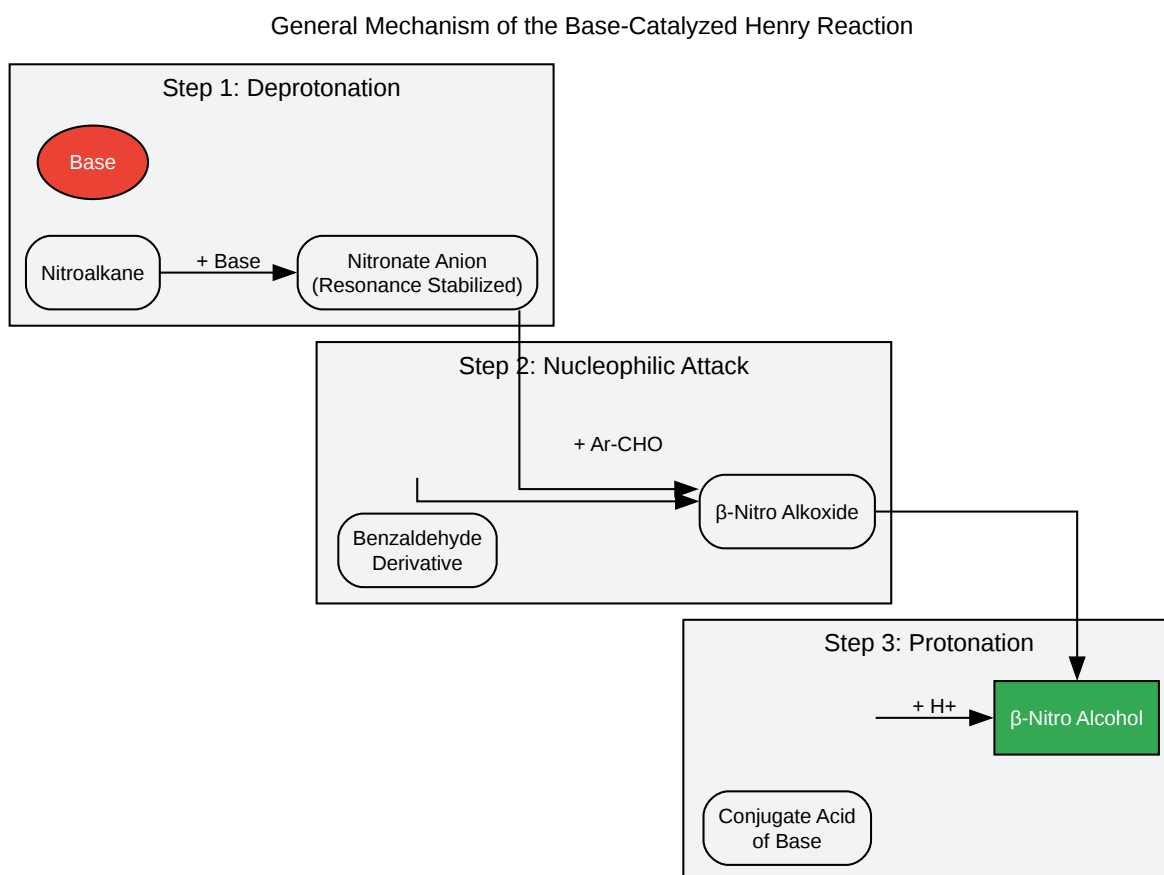 General Mechanism of the Base-Catalyzed Henry Reaction
Step 1: Deprotonation
Base
Nitroalkane
+ Base
Nitronate Anion
(Resonance Stabilized)
Step 2: Nucleophilic Attack
+ Ar-CHO
β-Nitro Alkoxide
Benzaldehyde
Derivative
Step 3: Protonation
+ H+
β-Nitro Alcohol
Conjugate Acid
of Base